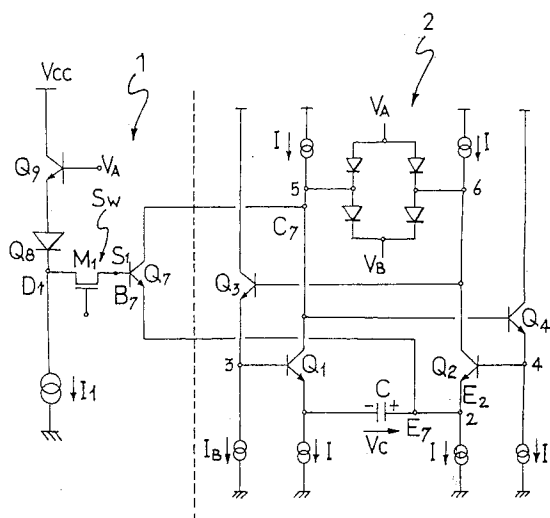 1
2
VCC
VA
VA
I
I
Q9
5
6
SW
C7
Q8
M1
S1
Q7
VB
D1
B7
Q3
Q4
3
Q1
Q2
4
I1
C
E2
- +
2
VC
E7
IB
I
I
I